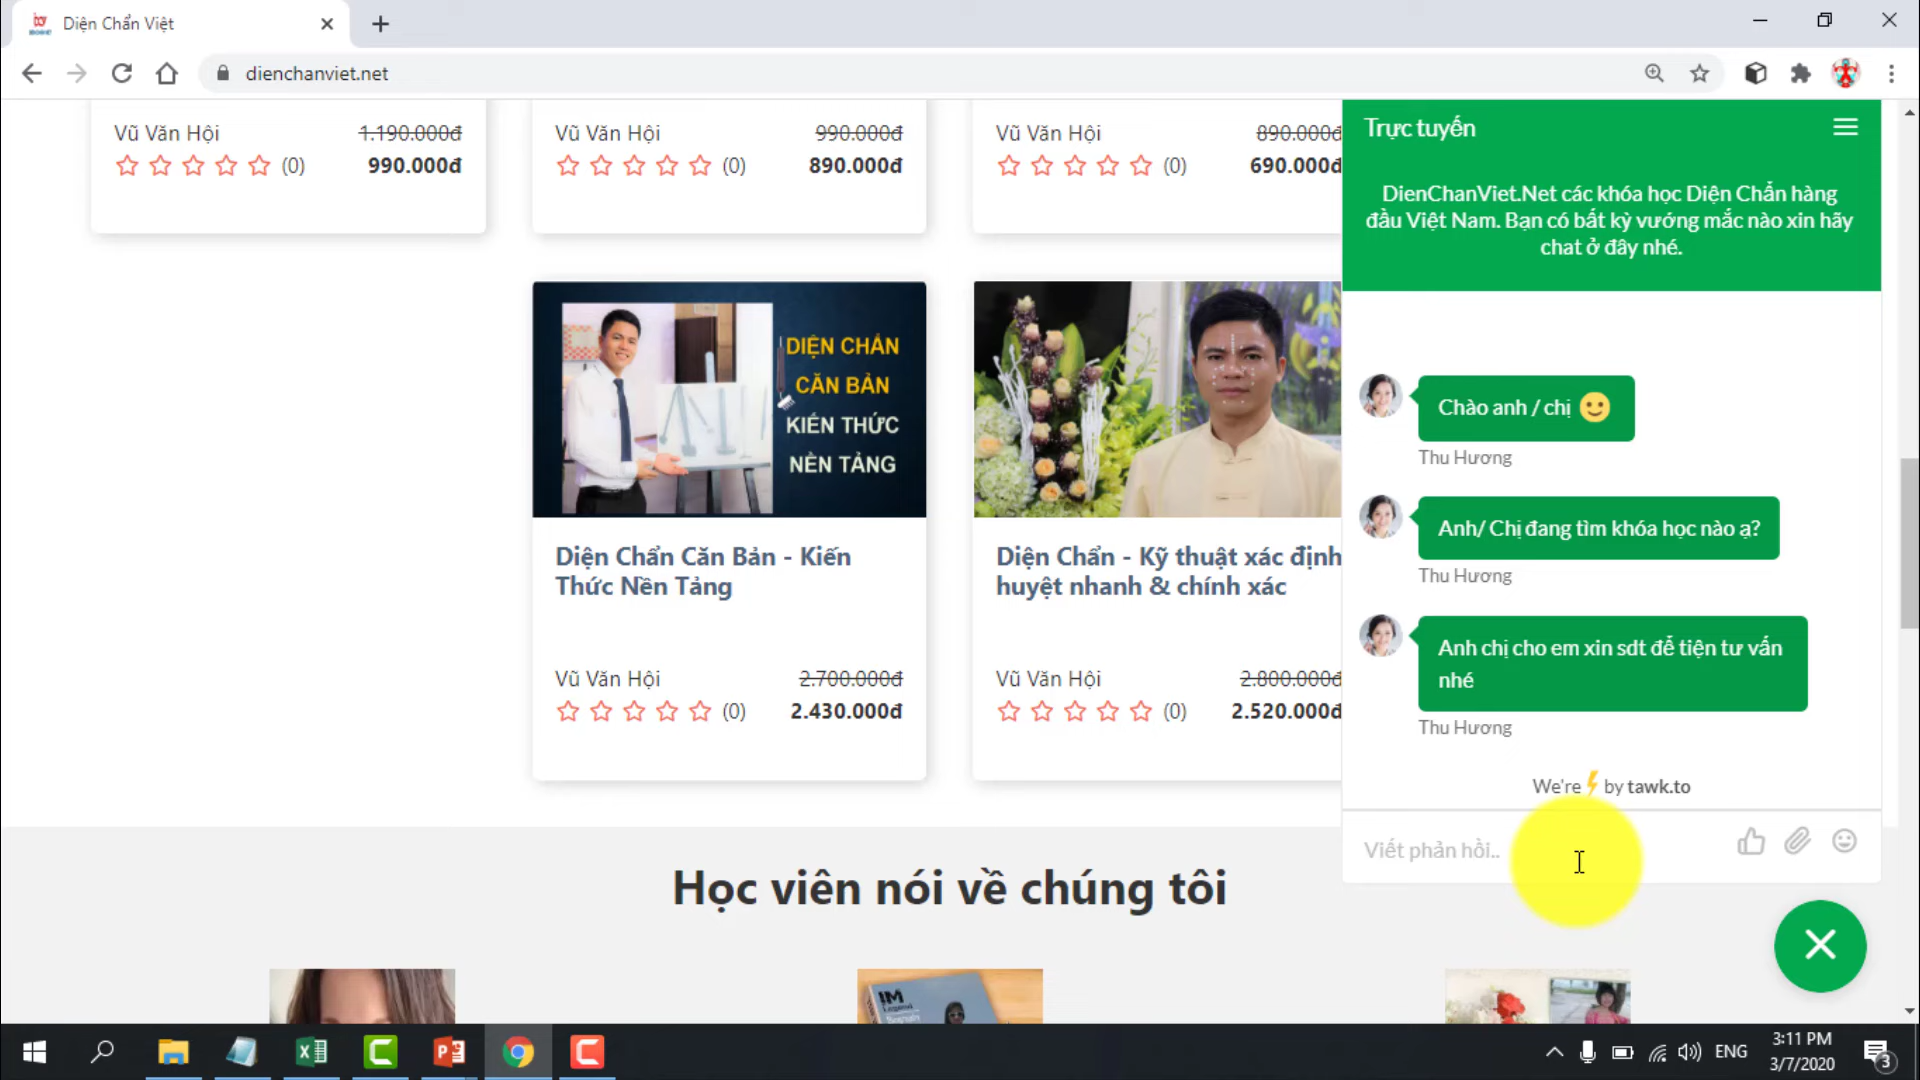 Diện Chẩn Việt
dienchanviet.net
Vũ Văn Hội 1.190.000đ
(0) 990.000đ
Vũ Văn Hội 990.000đ
(0) 890.000đ
Vũ Văn Hội 890.000đ
(0) 690.000đ
DIỆN CHẨN
CĂN BẢN
KIẾN THỨC
NỀN TẢNG
Diện Chẩn Căn Bản - Kiến
Thức Nền Tảng
Vũ Văn Hội 2.700.000đ
(0) 2.430.000đ
Diện Chẩn - Kỹ thuật xác định
huyệt nhanh & chính xác
Vũ Văn Hội 2.800.000đ
(0) 2.520.000đ
Học viên nói về chúng tôi
IM
Trực tuyến
DienChanViet.Net các khóa học Diện Chẩn hàng
đầu Việt Nam. Bạn có bất kỳ vướng mắc nào xin hãy
chat ở đây nhé.
Chào anh / chị
Thu Hương
Anh/ Chị đang tìm khóa học nào ạ?
Thu Hương
Anh chị cho em xin sdt để tiện tư vấn
nhé
Thu Hương
We're by tawk.to
Viết phản hồi..
ENG
3:11 PM
3/7/2020
3